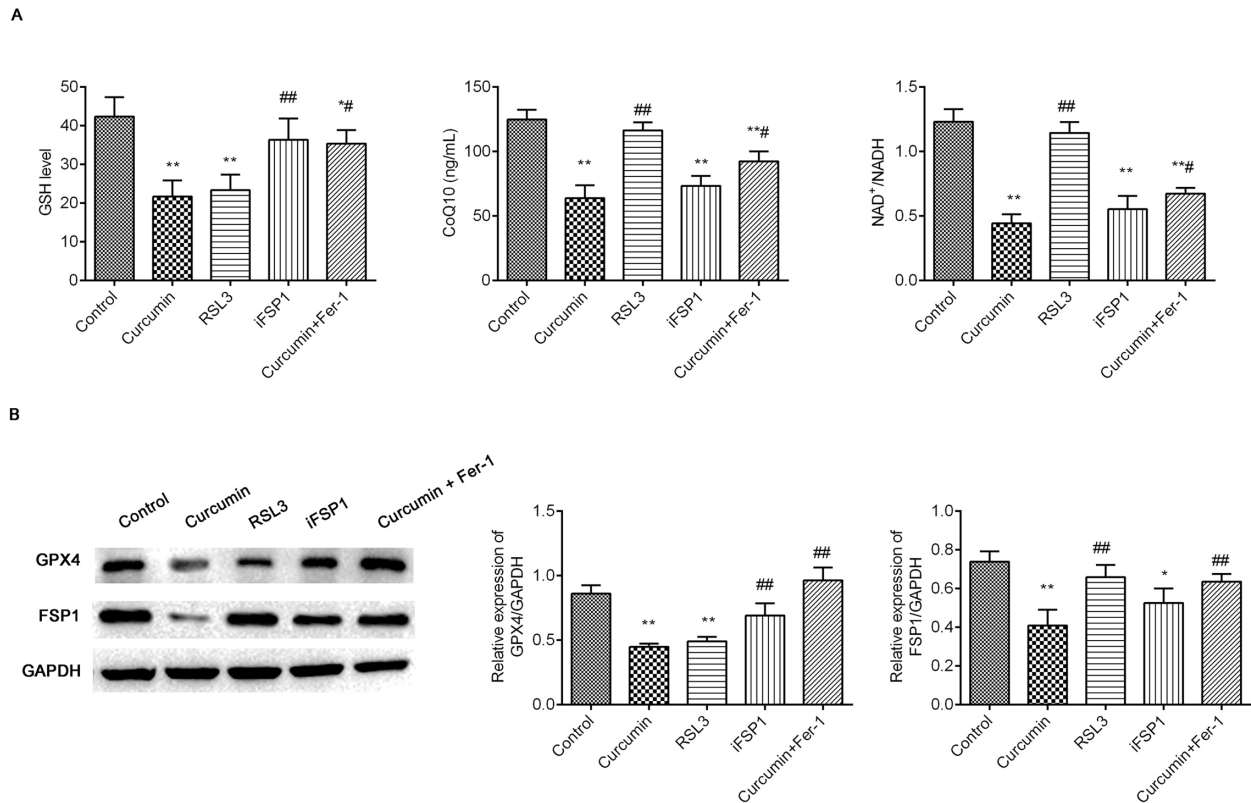 A
GSH level
50
40
30
20
10
0
**
**
##
*#
Control
Curcumin
RSL3
iFSP1
Curcumin+Fer-1
CoQ10 (ng/mL)
150
100
50
0
**
##
**
**#
Control
Curcumin
RSL3
iFSP1
Curcumin+Fer-1
NAD+/NADH
1.5
1.0
0.5
0.0
**
##
**
**#
Control
Curcumin
RSL3
iFSP1
Curcumin+Fer-1
B
Control
Curcumin
RSL3
iFSP1
Curcumin + Fer-1
GPX4
FSP1
GAPDH
Relative expression of
GPX4/GAPDH
1.5
1.0
0.5
0.0
**
**
##
##
Control
Curcumin
RSL3
iFSP1
Curcumin+Fer-1
Relative expression of
FSP1/GAPDH
1.0
0.8
0.6
0.4
0.2
0.0
**
##
*
##
Control
Curcumin
RSL3
iFSP1
Curcumin+Fer-1